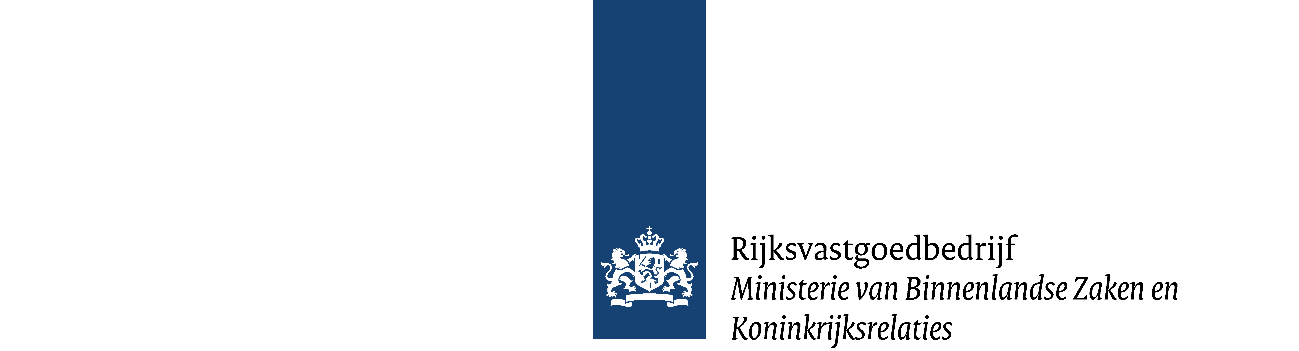 Rijksvastgoedbedrijf
Ministerie van Binnenlandse Zaken en
Koninkrijksrelaties